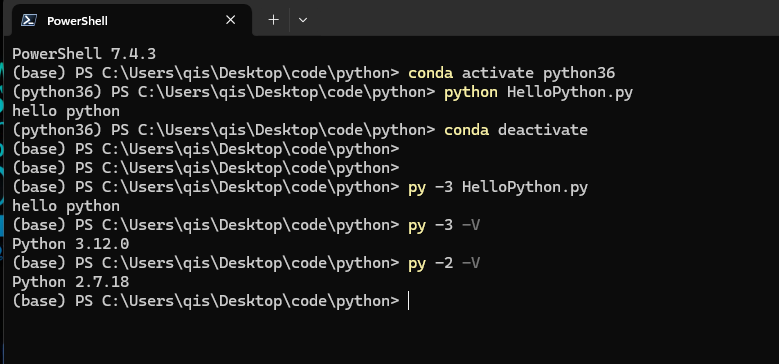 PowerShell
PowerShell 7.4.3
(base) PS C:\Users\qis\Desktop\code\python> conda activate python36
(python36) PS C:\Users\qis\Desktop\code\python> python HelloPython.py
hello python
(python36) PS C:\Users\qis\Desktop\code\python> conda deactivate
(base) PS C:\Users\qis\Desktop\code\python>
(base) PS C:\Users\qis\Desktop\code\python>
(base) PS C:\Users\qis\Desktop\code\python> py -3 HelloPython.py
hello python
(base) PS C:\Users\qis\Desktop\code\python> py -3 -V
Python 3.12.0
(base) PS C:\Users\qis\Desktop\code\python> py -2 -V
Python 2.7.18
(base) PS C:\Users\qis\Desktop\code\python>